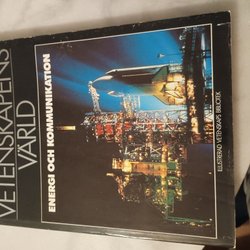 VETENSKAPENS
VÄRLD
ENERGI OCH KOMMUNIKATION
ILLUSTRERAD VETENSKAPS BIBLIOTEK